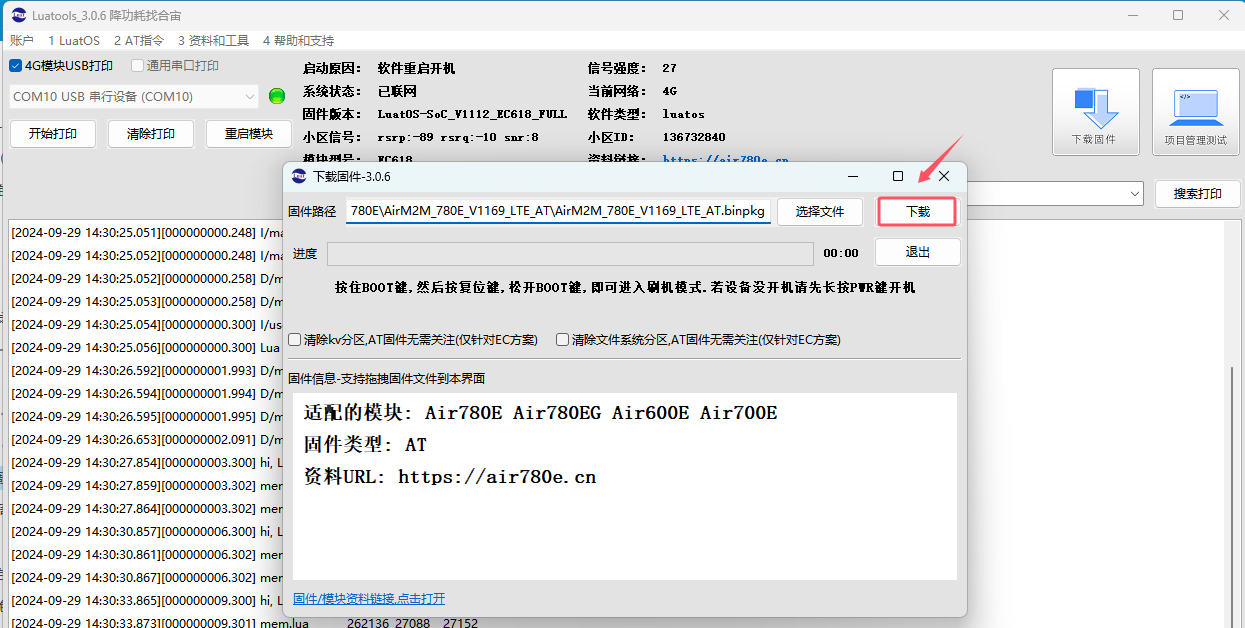 Luatools_3.0.6 降功耗找合宙
账户 1 LuatOS 2 AT指令 3 资料和工具 4 帮助和支持
4G模块USB打印 通用串口打印
COM10 USB 串行设备 (COM10)
开始打印 清除打印 重启模块
启动原因: 软件重启开机 信号强度: 27
系统状态: 已联网 当前网络: 4G
固件版本: LuatOS-SoC_V1112_EC618_FULL 软件类型: luatos
小区信号: rsrp:-89 rsrq:-10 snr:8 小区ID: 136732840
模块型号: EC618 资料链接: https://air780e.cn
下载固件 项目管理测试
搜索打印
下载固件-3.0.6
固件路径 780E\AirM2M_780E_V1169_LTE_AT\AirM2M_780E_V1169_LTE_AT.binpkg 选择文件 下载
进度 00:00 退出
按住BOOT键,然后按复位键,松开BOOT键,即可进入刷机模式.若设备没开机请先长按PWR键开机
清除kv分区,AT固件无需关注(仅针对EC方案) 清除文件系统分区,AT固件无需关注(仅针对EC方案)
固件信息-支持拖拽固件文件到本界面
适配的模块: Air780E Air780EG Air600E Air700E
固件类型: AT
资料URL: https://air780e.cn
固件/模块资料链接,点击打开
[2024-09-29 14:30:25.051][000000000.248] I/ma
[2024-09-29 14:30:25.052][000000000.248] I/ma
[2024-09-29 14:30:25.052][000000000.258] D/m
[2024-09-29 14:30:25.053][000000000.258] D/m
[2024-09-29 14:30:25.054][000000000.300] I/us
[2024-09-29 14:30:25.056][000000000.300] Lua
[2024-09-29 14:30:26.592][000000001.993] D/m
[2024-09-29 14:30:26.594][000000001.994] D/m
[2024-09-29 14:30:26.594][000000001.995] D/m
[2024-09-29 14:30:26.653][000000002.091] D/m
[2024-09-29 14:30:27.854][000000003.300] hi, L
[2024-09-29 14:30:27.859][000000003.302] mer
[2024-09-29 14:30:27.864][000000003.302] mer
[2024-09-29 14:30:30.857][000000006.300] hi, L
[2024-09-29 14:30:30.861][000000006.302] mer
[2024-09-29 14:30:30.867][000000006.302] mer
[2024-09-29 14:30:33.865][000000009.300] hi, L
[2024-09-29 14:30:33.873][000000009.301] mem.lua 262136 27088 27152